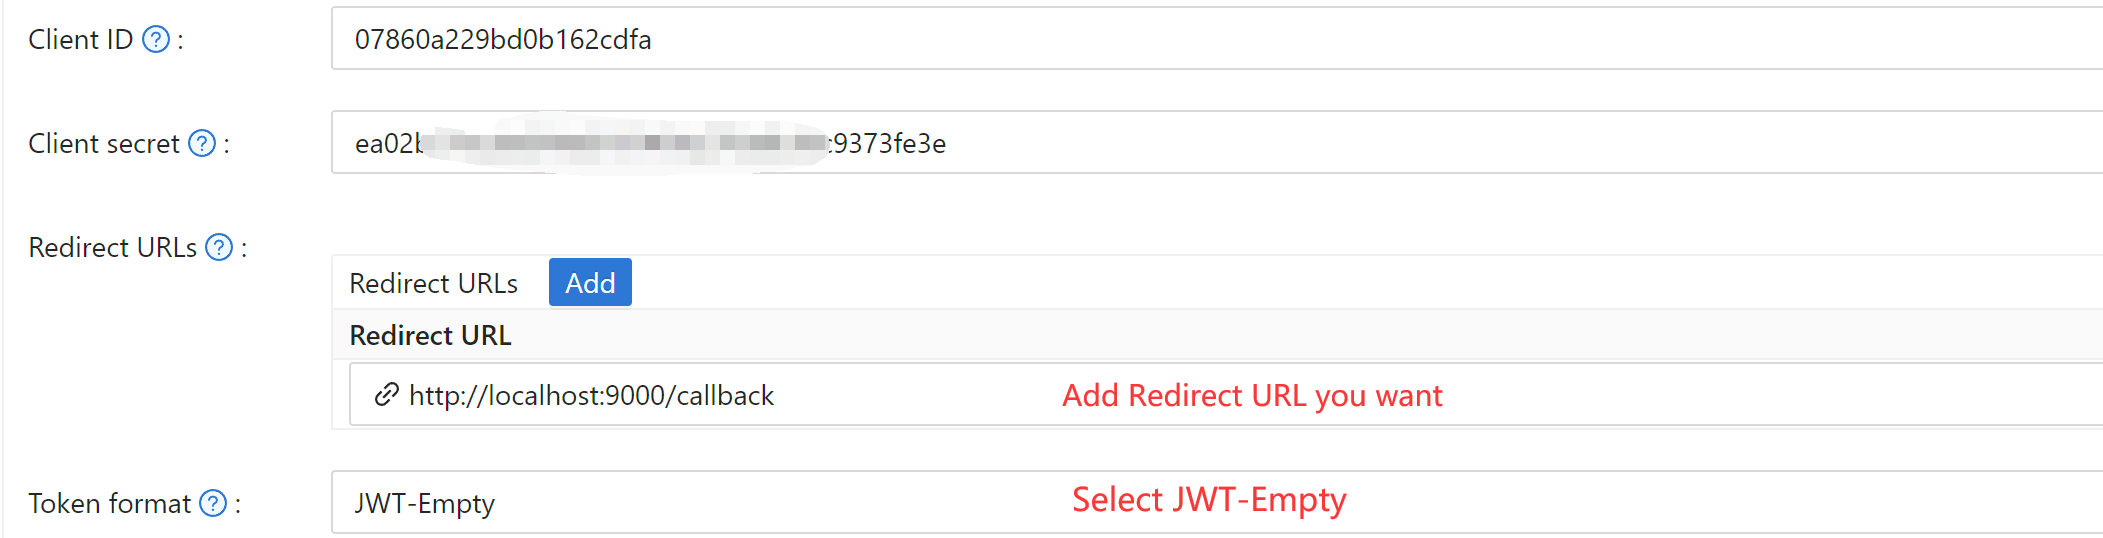 Client ID ? : 07860a229bd0b162cdfa
Client secret ? : ea02 9373fe3e
Redirect URLs ? :
Redirect URLs Add
Redirect URL
http://localhost:9000/callback Add Redirect URL you want
Token format ? : JWT-Empty Select JWT-Empty